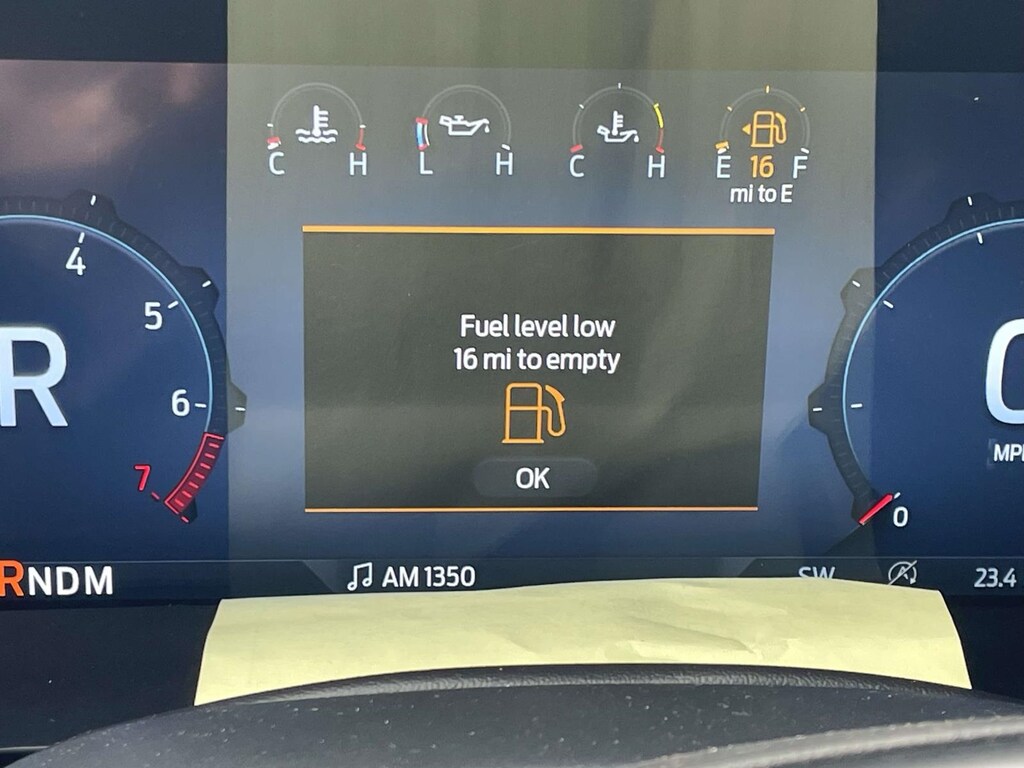 C H
L H
C H
E 16 F
mi to E
4
5
6
7
R
Fuel level low
16 mi to empty
OK
0
RNDM
AM 1350
SW
23.4